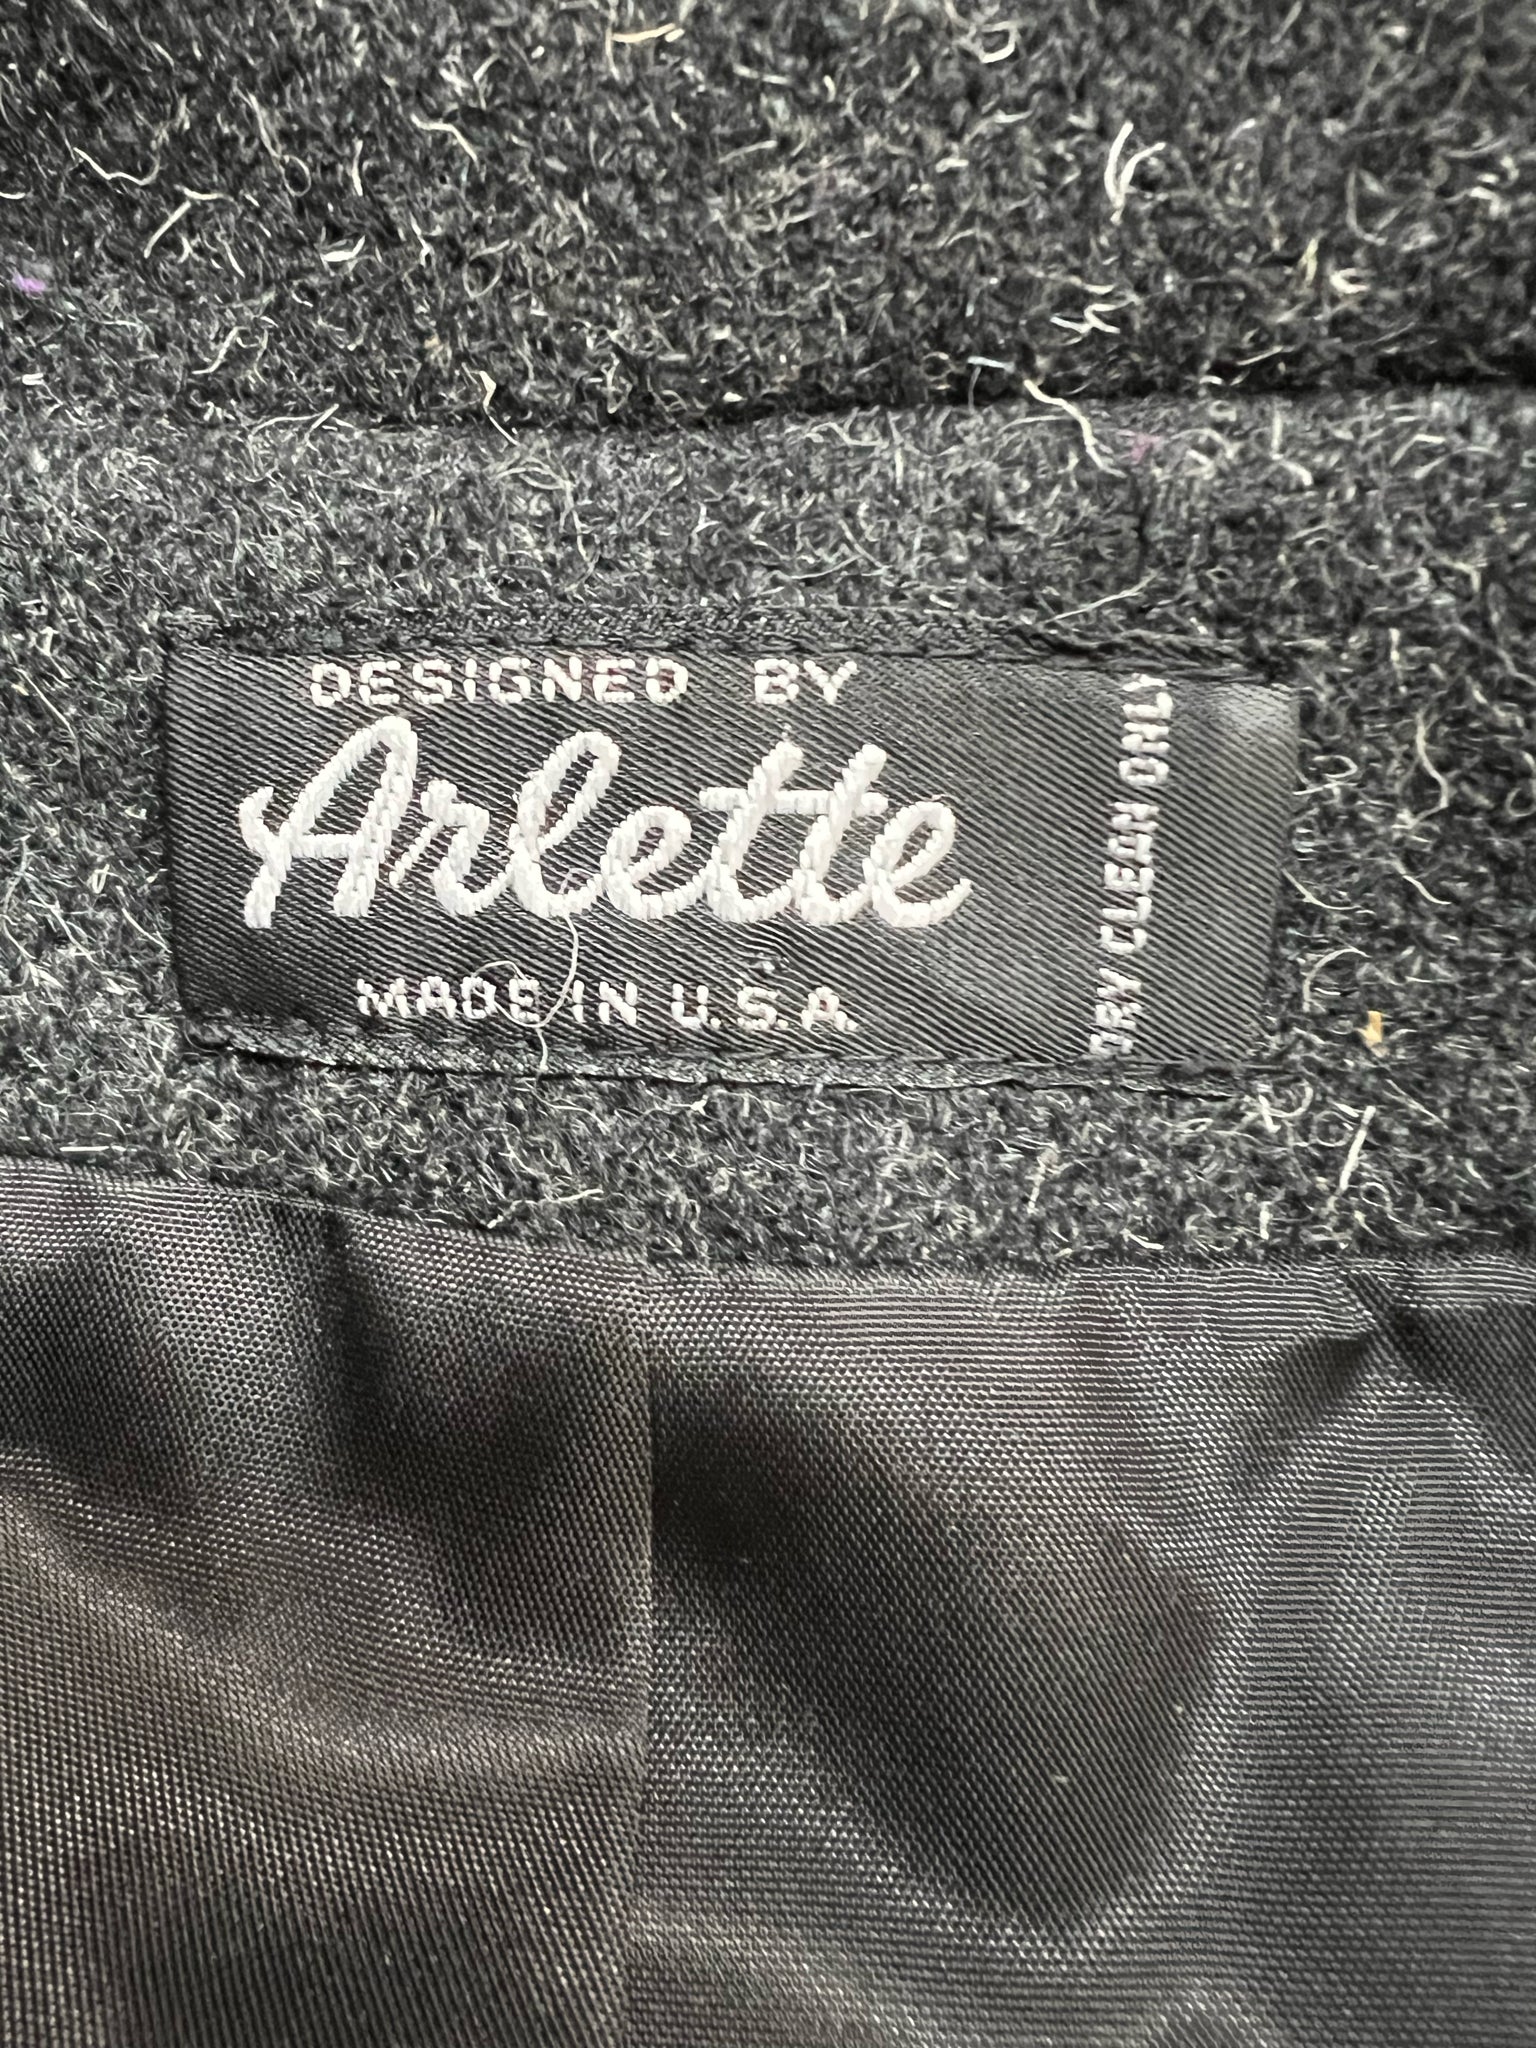 DESIGNED BY
Arlette
MADE IN U.S.A.
DRY CLEAN ONLY